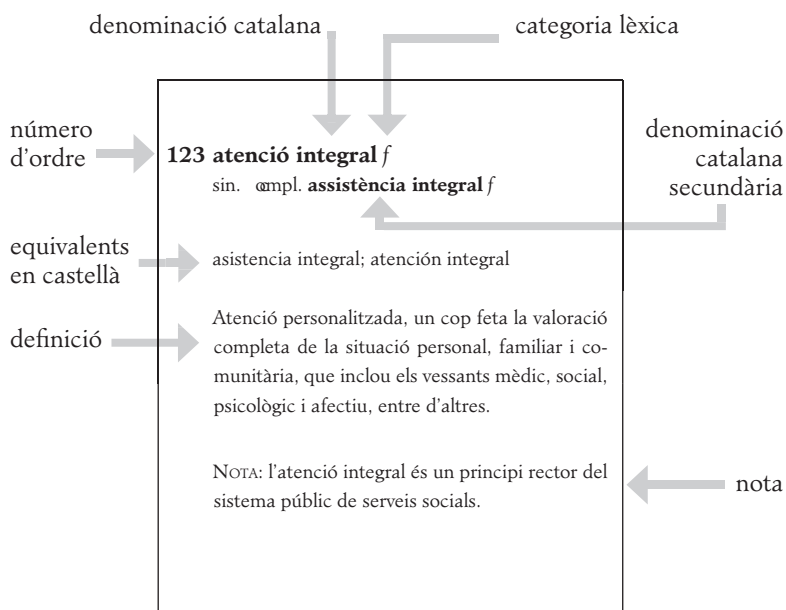 denominació catalana
categoria lèxica
número
d'ordre
denominació
catalana
secundària
123 atenció integral f
sin. compl. assistència integral f
equivalents
en castellà
asistencia integral; atención integral
definició
Atenció personalitzada, un cop feta la valoració
completa de la situació personal, familiar i co-
munitària, que inclou els vessants mèdic, social,
psicològic i afectiu, entre d'altres.
NOTA: l'atenció integral és un principi rector del
sistema públic de serveis socials.
nota